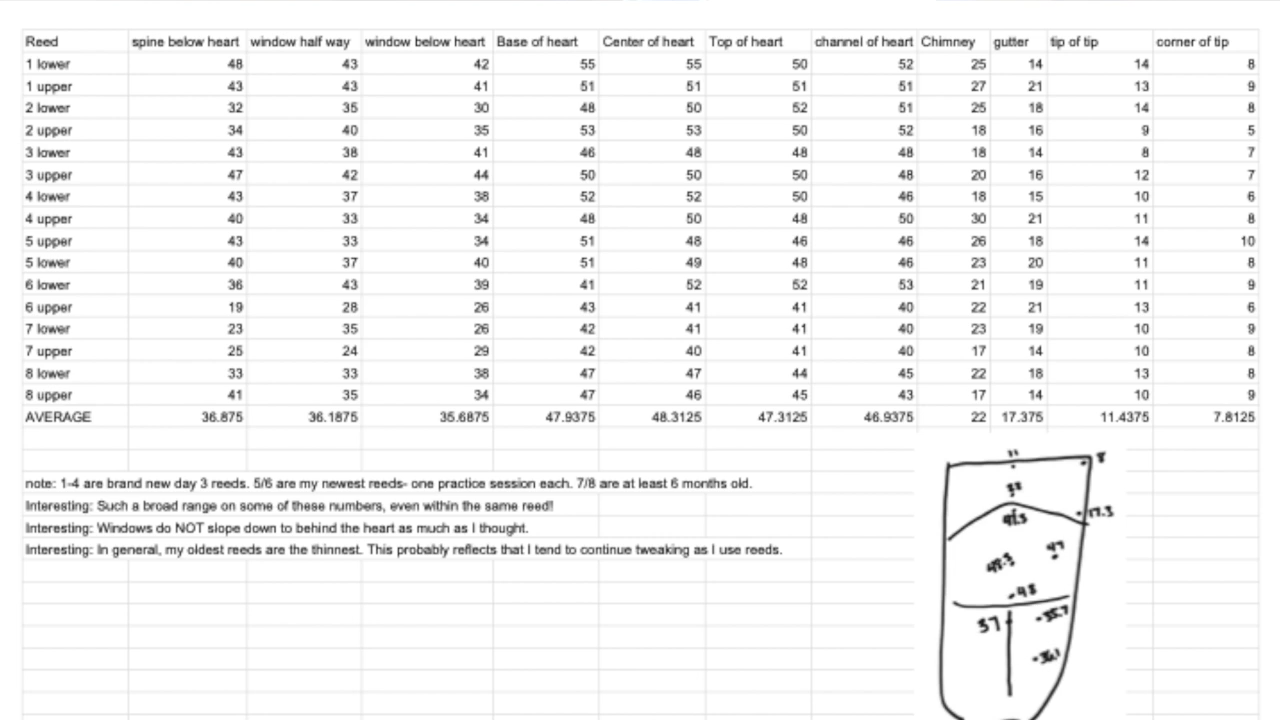 Reed spine below heart window half way window below heart Base of heart Center of heart Top of heart channel of heart Chimney gutter tip of tip corner of tip
1 lower 48 43 42 55 55 50 52 25 14 14 8
1 upper 43 43 41 51 51 51 51 27 21 13 9
2 lower 32 35 30 48 50 52 51 25 18 14 8
2 upper 34 40 35 53 53 50 52 18 16 9 5
3 lower 43 38 41 46 48 48 48 18 14 8 7
3 upper 47 42 44 50 50 50 48 20 16 12 7
4 lower 43 37 38 52 52 50 46 18 15 10 6
4 upper 40 33 34 48 50 48 50 30 21 11 8
5 upper 43 33 34 51 48 46 46 26 18 14 10
5 lower 40 37 40 51 49 48 46 23 20 11 8
6 lower 36 43 39 41 52 52 53 21 19 11 9
6 upper 19 28 26 43 41 41 40 22 21 13 6
7 lower 23 35 26 42 41 41 40 23 19 10 9
7 upper 25 24 29 42 40 41 40 17 14 10 8
8 lower 33 33 38 47 47 44 45 22 18 13 8
8 upper 41 35 34 47 46 45 43 17 14 10 9
AVERAGE 36.875 36.1875 35.6875 47.9375 48.3125 47.3125 46.9375 22 17.375 11.4375 7.8125
note: 1-4 are brand new day 3 reeds. 5/6 are my newest reeds- one practice session each. 7/8 are at least 6 months old.
Interesting: Such a broad range on some of these numbers, even within the same reed!
Interesting: Windows do NOT slope down to behind the heart as much as I thought.
Interesting: In general, my oldest reeds are the thinnest. This probably reflects that I tend to continue tweaking as I use reeds.
11 8
17.3
47
48.3
48
37 35.7
36.1